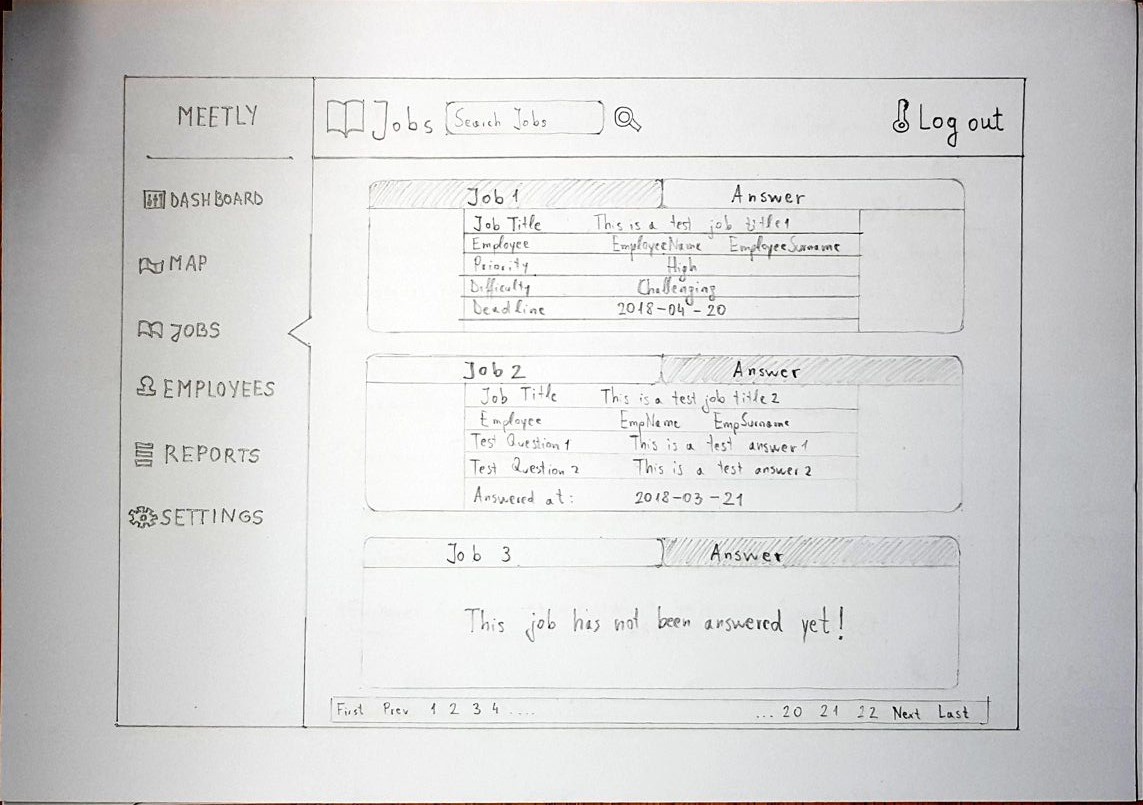 MEETLY
DASHBOARD
MAP
JOBS
EMPLOYEES
REPORTS
SETTINGS
Jobs Search Jobs Log out
Job 1 Answer
Job Title This is a test job title 1
Employee EmployeeName EmployeeSurname
Priority High
Difficulty Challenging
Deadline 2018-04-20
Job 2 Answer
Job Title This is a test job title 2
Employee EmpName EmpSurname
Test Question 1 This is a test answer 1
Test Question 2 This is a test answer 2
Answered at: 2018-03-21
Job 3 Answer
This job has not been answered yet!
First Prev 1 2 3 4 .... ... 20 21 22 Next Last